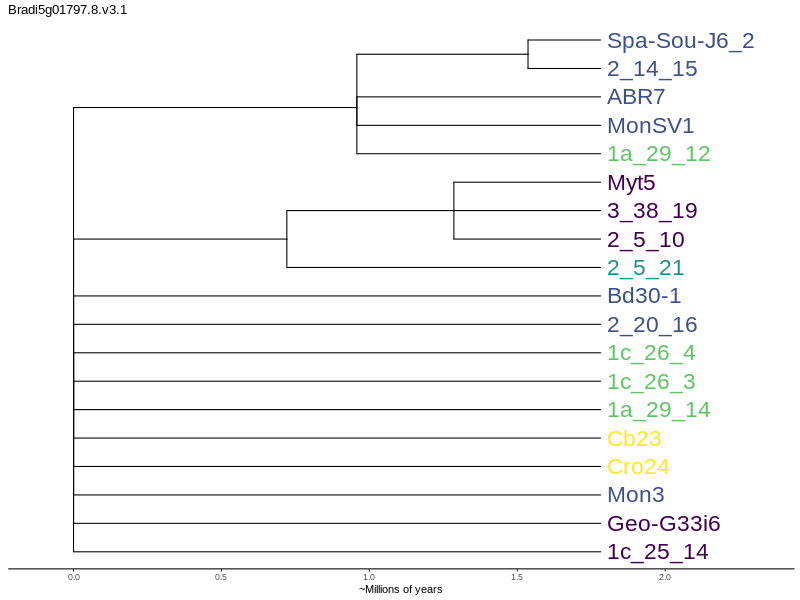 Bradi5g01797.8.v3.1
Spa-Sou-J6_2
2_14_15
ABR7
MonSV1
1a_29_12
Myt5
3_38_19
2_5_10
2_5_21
Bd30-1
2_20_16
1c_26_4
1c_26_3
1a_29_14
Cb23
Cro24
Mon3
Geo-G33i6
1c_25_14
0.0 0.5 1.0 1.5 2.0
~Millions of years